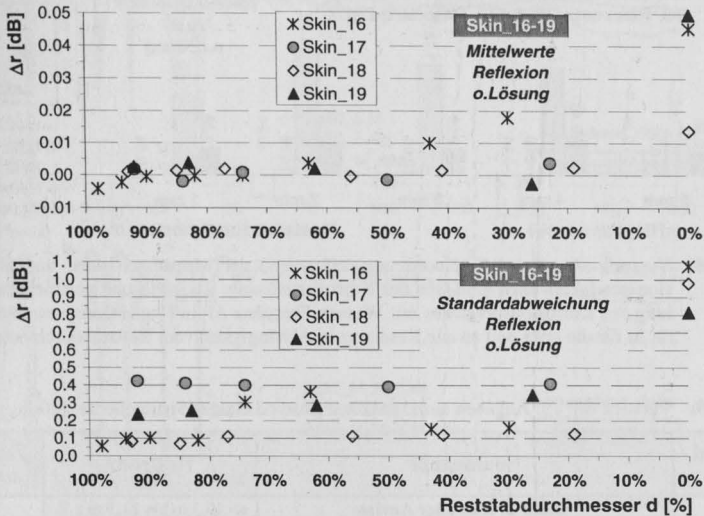 0.05
0.04
0.03
0.02
0.01
0.00
-0.01
Δr [dB]
Skin_16
Skin_17
Skin_18
Skin_19
Skin_16-19
Mittelwerte
Reflexion
o.Lösung
100% 90% 80% 70% 60% 50% 40% 30% 20% 10% 0%
1.1
1.0
0.9
0.8
0.7
0.6
0.5
0.4
0.3
0.2
0.1
0.0
Δr [dB]
Skin_16
Skin_17
Skin_18
Skin_19
Skin_16-19
Standardabweichung
Reflexion
o.Lösung
100% 90% 80% 70% 60% 50% 40% 30% 20% 10% 0%
Reststabdurchmesser d [%]